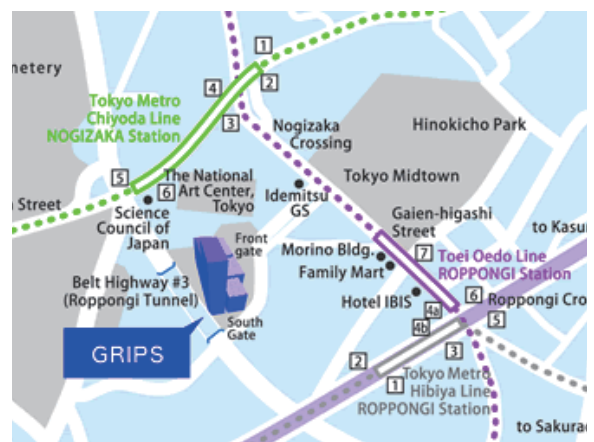 1
netery
4
2
Tokyo Metro
Chiyoda Line
NOGIZAKA Station
3
Nogizaka
Crossing
Hinokicho Park
5
6
The National
Art Center,
Tokyo
Idemitsu
GS
Tokyo Midtown
n Street
Science
Council of
Japan
Gaien-higashi
Street
to Kasu
Front
gate
Morino Bldg.
Family Mart
7
Toei Oedo Line
ROPPONGI Station
Belt Highway #3
(Roppongi Tunnel)
Hotel IBIS
6
Roppongi Cro
4a
4b
5
South
Gate
GRIPS
2
3
1
Tokyo Metro
Hibiya Line
ROPPONGI Station
to Sakura